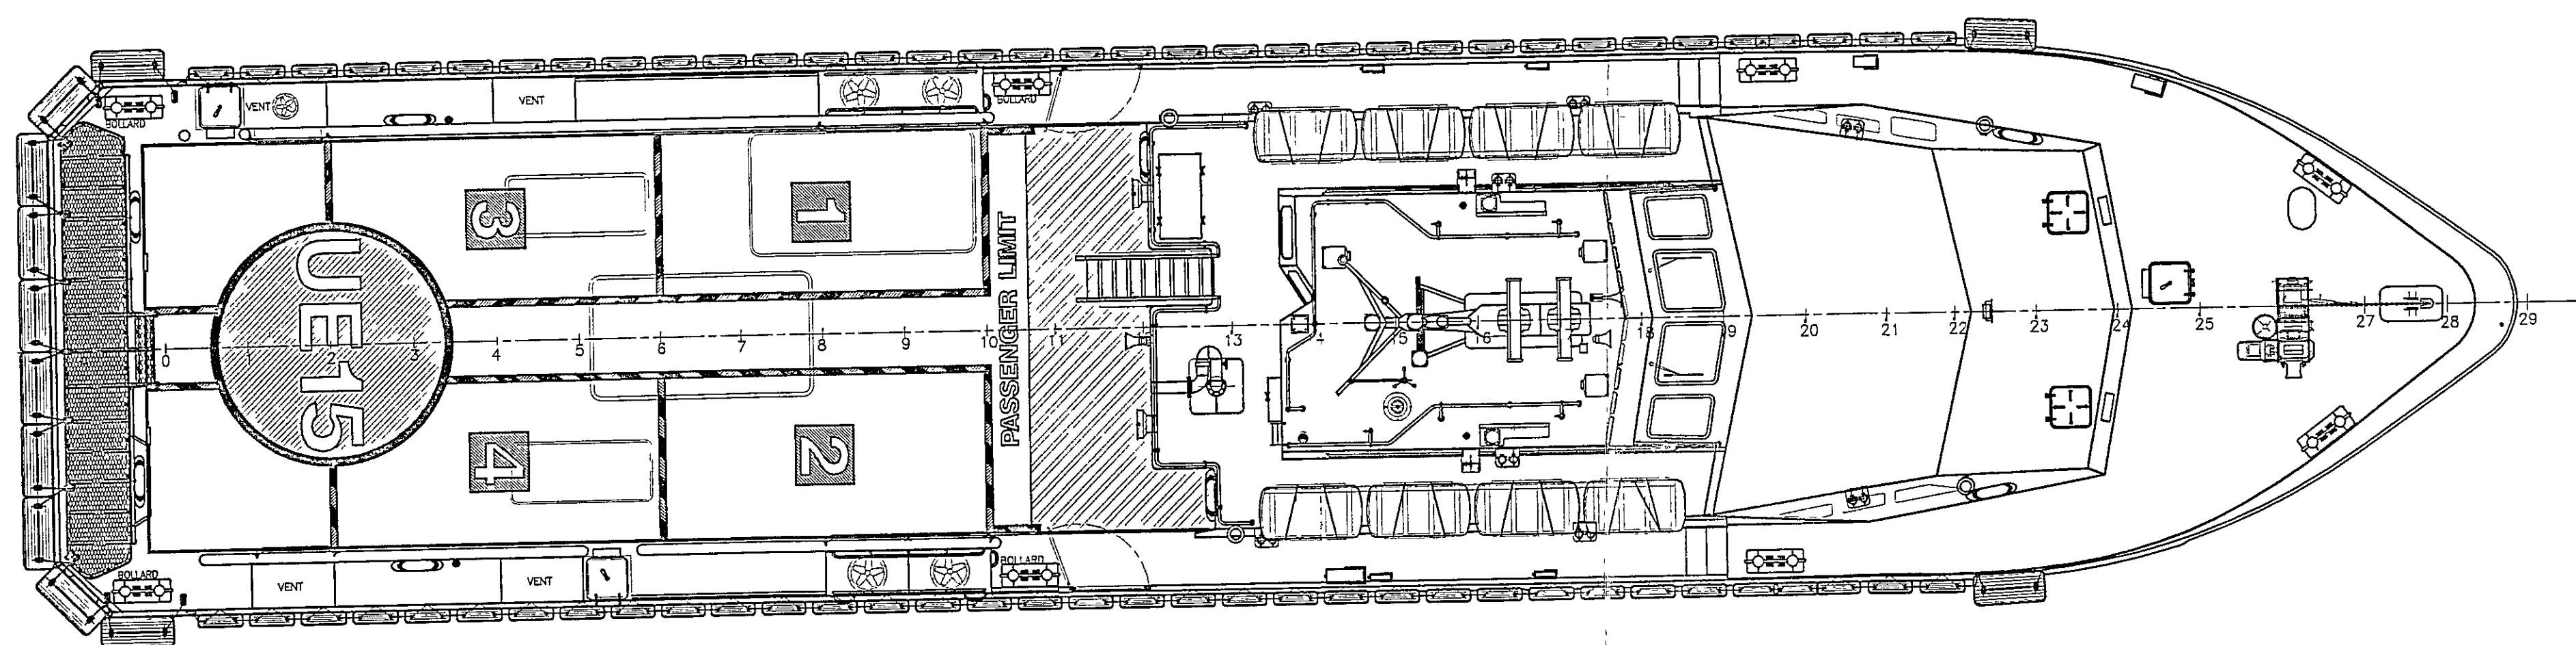 VENT
VENT
BOLLARD
BOLLARD
3
1
UE15
PASSENGER LIMIT
0 1 2 3 4 5 6 7 8 9 10 11 13 14 15 16 18 19 20 21 22 23 24 25 27 28 29
4
2
BOLLARD
VENT
VENT
BOLLARD